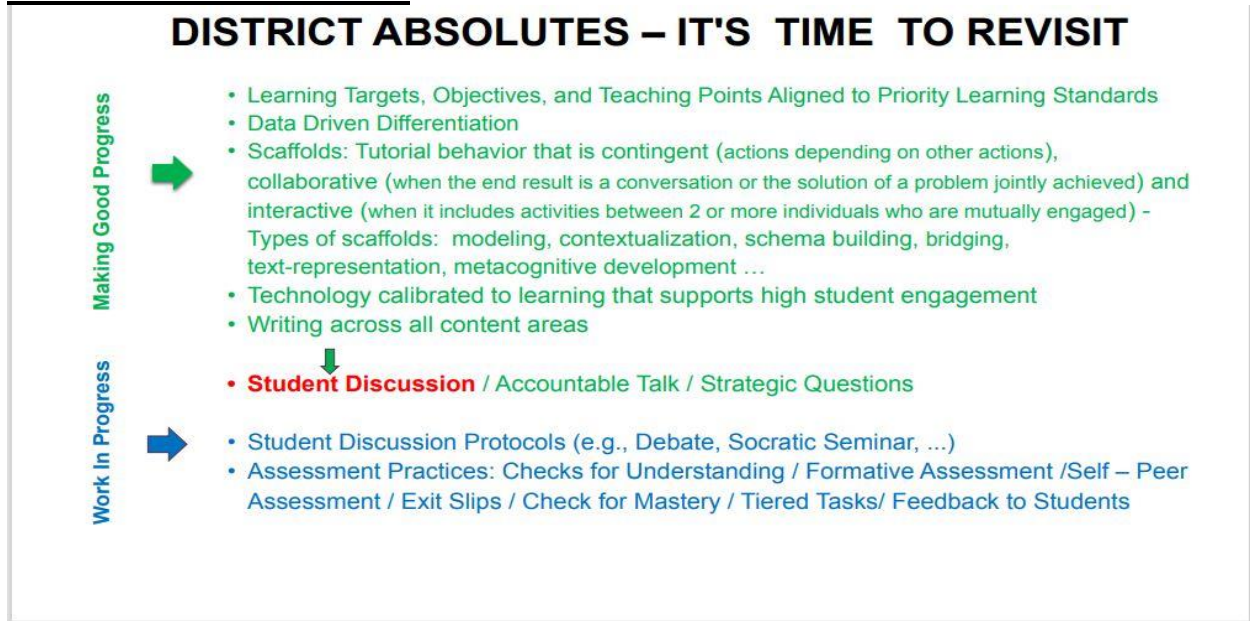 DISTRICT ABSOLUTES – IT'S TIME TO REVISIT
Making Good Progress
• Learning Targets, Objectives, and Teaching Points Aligned to Priority Learning Standards
• Data Driven Differentiation
• Scaffolds: Tutorial behavior that is contingent (actions depending on other actions),
collaborative (when the end result is a conversation or the solution of a problem jointly achieved) and
interactive (when it includes activities between 2 or more individuals who are mutually engaged) -
Types of scaffolds: modeling, contextualization, schema building, bridging,
text-representation, metacognitive development …
• Technology calibrated to learning that supports high student engagement
• Writing across all content areas
Work In Progress
• Student Discussion / Accountable Talk / Strategic Questions
• Student Discussion Protocols (e.g., Debate, Socratic Seminar, ...)
• Assessment Practices: Checks for Understanding / Formative Assessment /Self – Peer
Assessment / Exit Slips / Check for Mastery / Tiered Tasks/ Feedback to Students